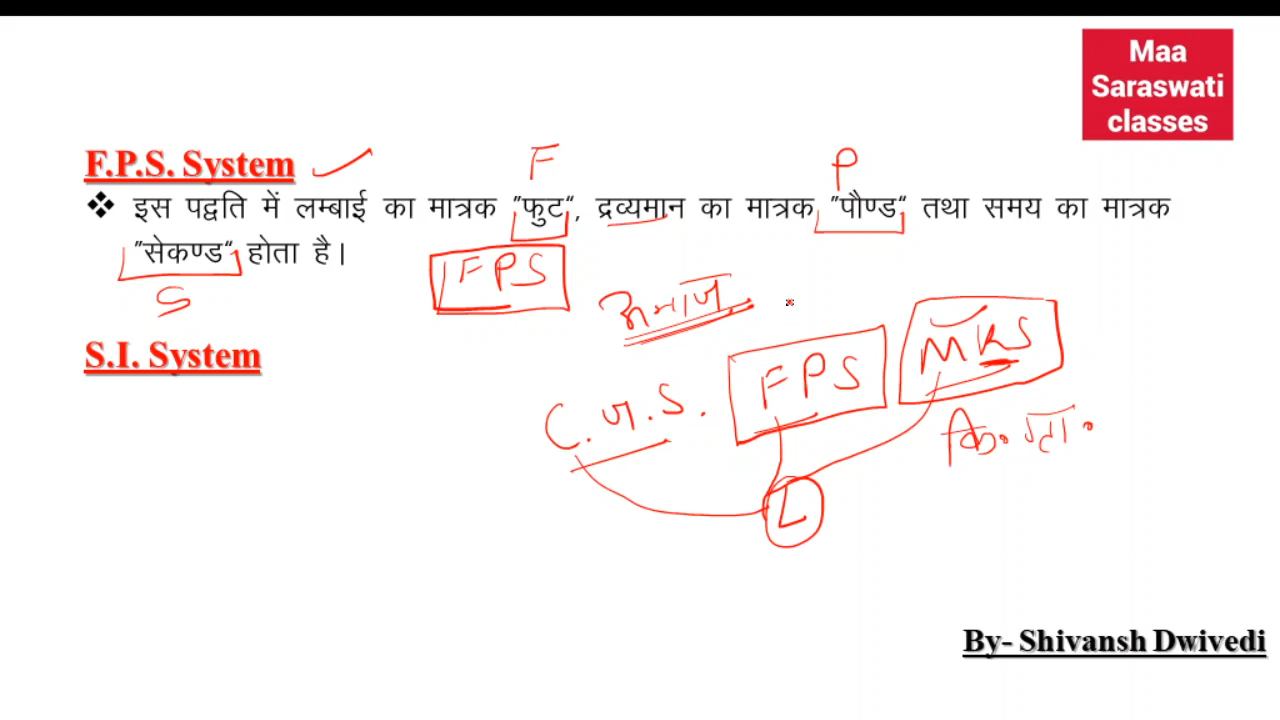 Maa
Saraswati
classes
F.P.S. System
F
P
❖ इस पद्वति में लम्बाई का मात्रक "फुट", द्रव्यमान का मात्रक "पौण्ड" तथा समय का मात्रक
"सेकण्ड" होता है।
FPS
S
अनाज
S.I. System
MKS
FPS
C.G.S.
कि. ग्रा.
L
By- Shivansh Dwivedi